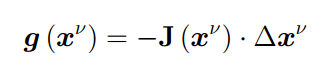 g (x^ν) = −J (x^ν) · Δx^ν